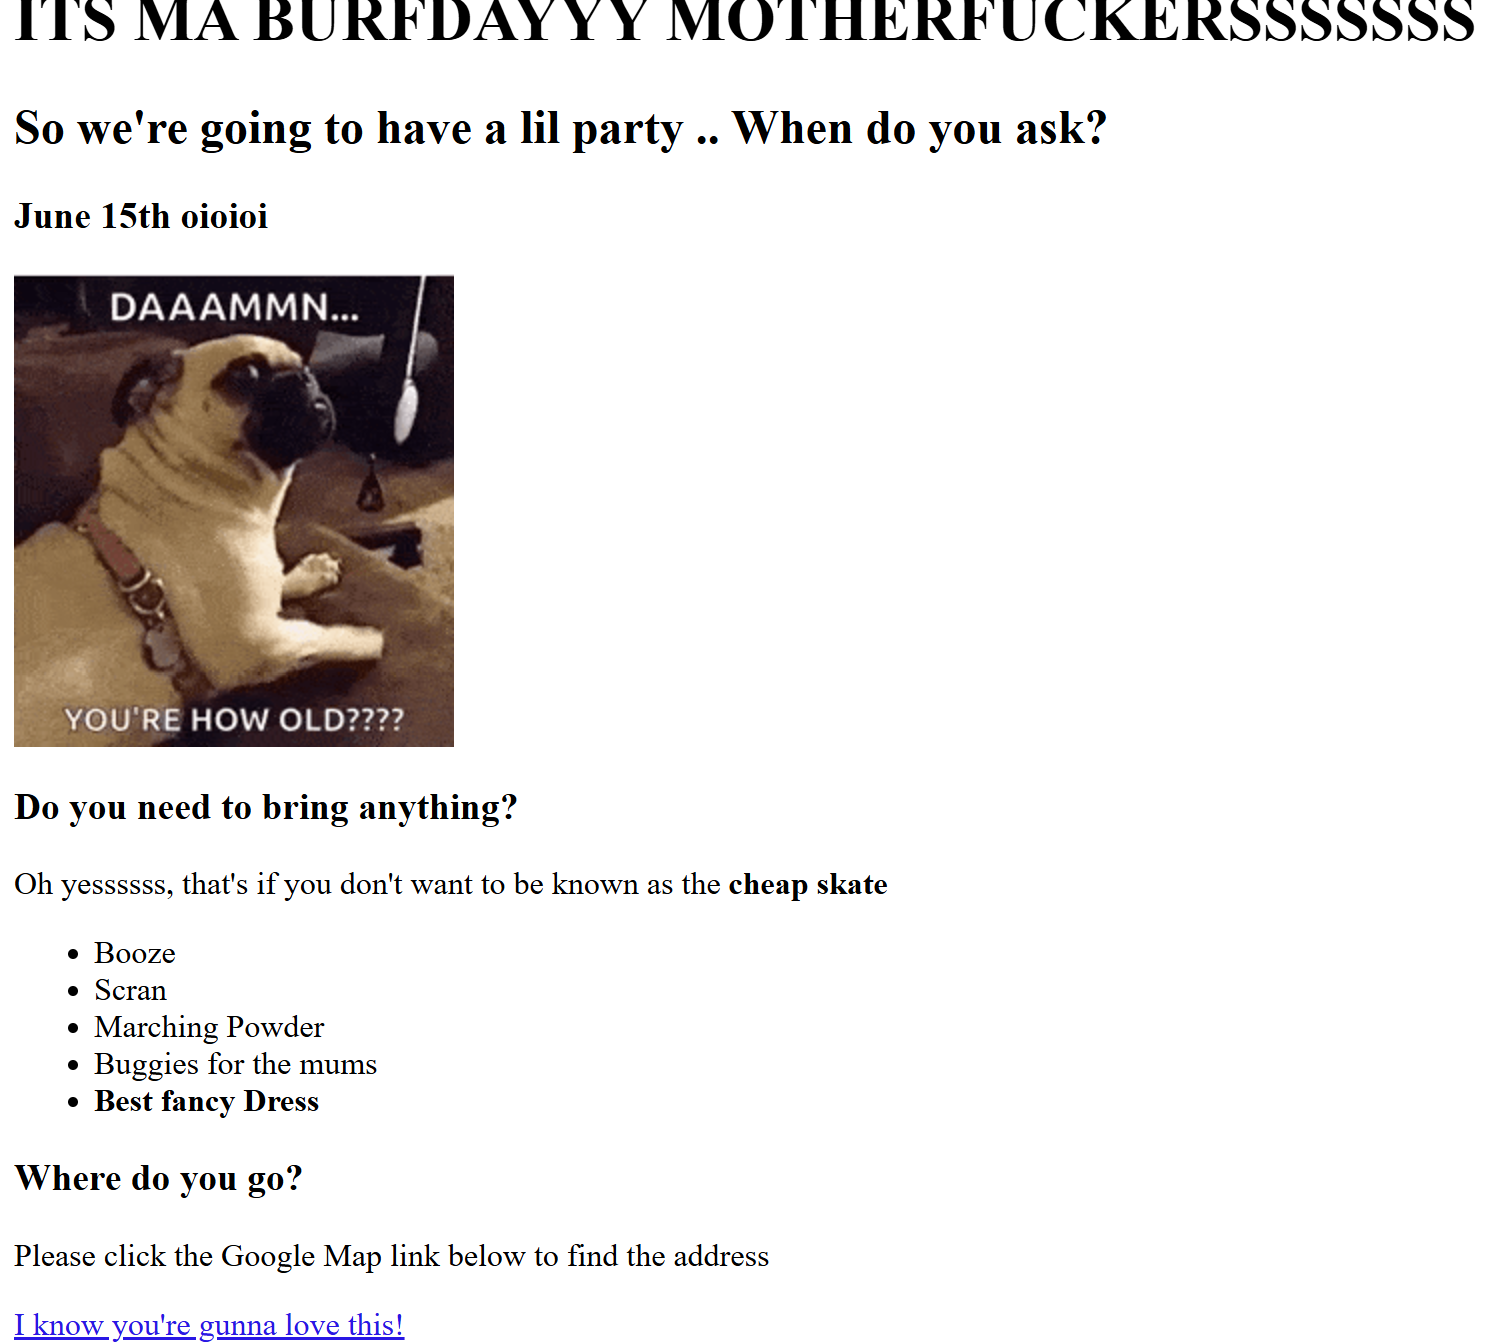 ITS MA BURFDAYYY MOTHERFUCKERSSSSSSS
So we're going to have a lil party .. When do you ask?
June 15th oioioi
DAAAMMN...
YOU'RE HOW OLD????
Do you need to bring anything?
Oh yessssss, that's if you don't want to be known as the cheap skate
Booze
Scran
Marching Powder
Buggies for the mums
Best fancy Dress
Where do you go?
Please click the Google Map link below to find the address
I know you're gunna love this!